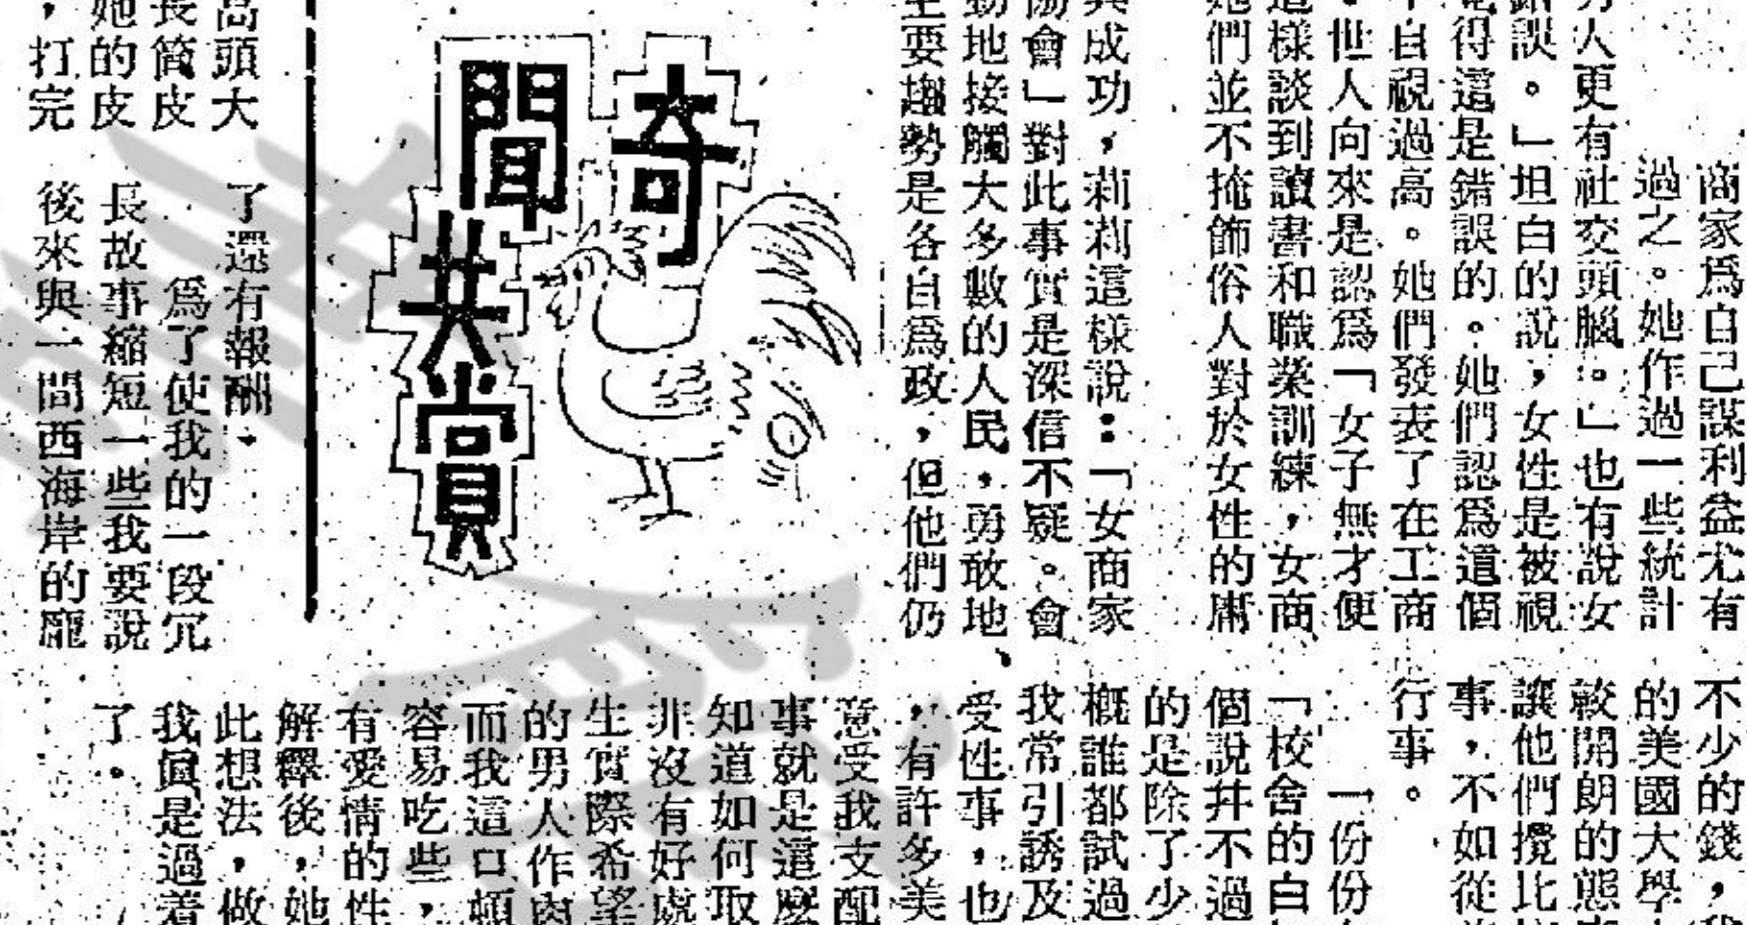 商家爲自己謀利益尤有
過之。她作過一些統計
男人更有社交頭腦。」也有說女
錯誤。」坦白的說,女性是被視
得這是錯誤的。她們認爲這個
自視過高。她們發表了在工商
。世人向來是認爲「女子無才便
這樣談到讀書和職業訓練,女商
她們並不掩飾俗人對於女性的庸
與成功,莉莉這樣說:「女商家
協會」對此事實是深信不疑。會
動地接觸大多數的人民,勇敢地、
主要趨勢是各自爲政,但他們仍
奇聞共賞
高頭大
長筒皮
她的皮
,打完
了還有報酬。
爲了使我的一段冗
長故事縮短一些我要說
後來與一間西海岸的龐
不少的錢,我
的美國大學
較開朗的態
讓他們攪比
事,不如從
行事。
一份份
「校舍的白
個說并不過
的是除了少
概誰都試過
我常引誘及
受性事,也
,有許多美
意受我支配
事就是這麼
知道如何取
非沒有好處
生實際希望
的男人作肉
而我這口頓
容易吃些,
有愛情的性
解釋後,她
此想法,做
我眞是過着
了。